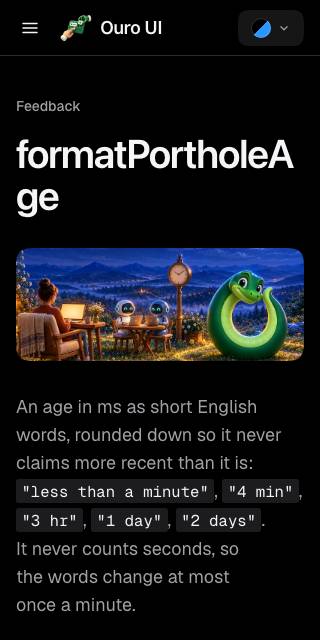 Ouro UI
Feedback
formatPortholeA
ge
An age in ms as short English
words, rounded down so it never
claims more recent than it is:
"less than a minute", "4 min",
"3 hr", "1 day", "2 days".
It never counts seconds, so
the words change at most
once a minute.